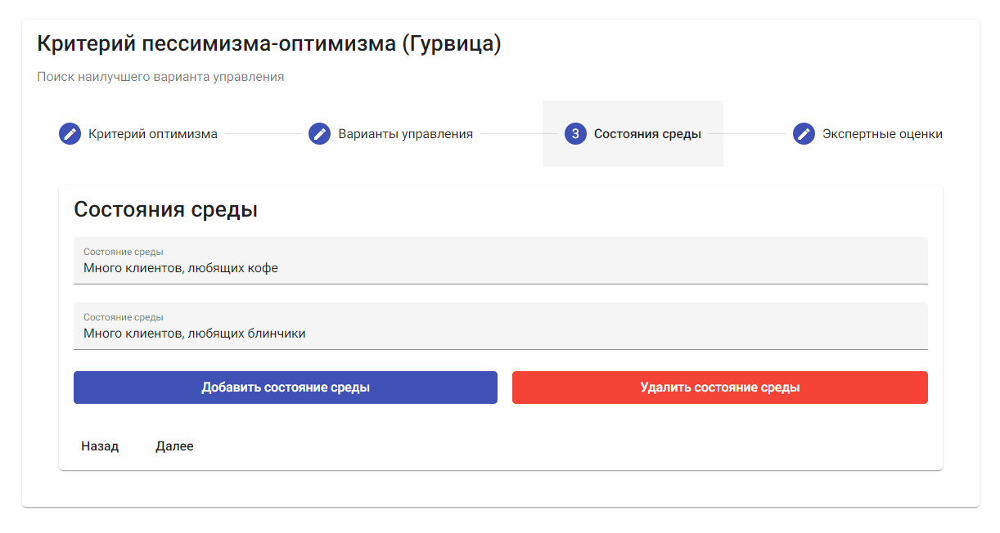 Критерий пессимизма-оптимизма (Гурвица)
Поиск наилучшего варианта управления
Критерий оптимизма
Варианты управления
3 Состояния среды
Экспертные оценки
Состояния среды
Состояние среды
Много клиентов, любящих кофе
Состояние среды
Много клиентов, любящих блинчики
Добавить состояние среды
Удалить состояние среды
Назад
Далее